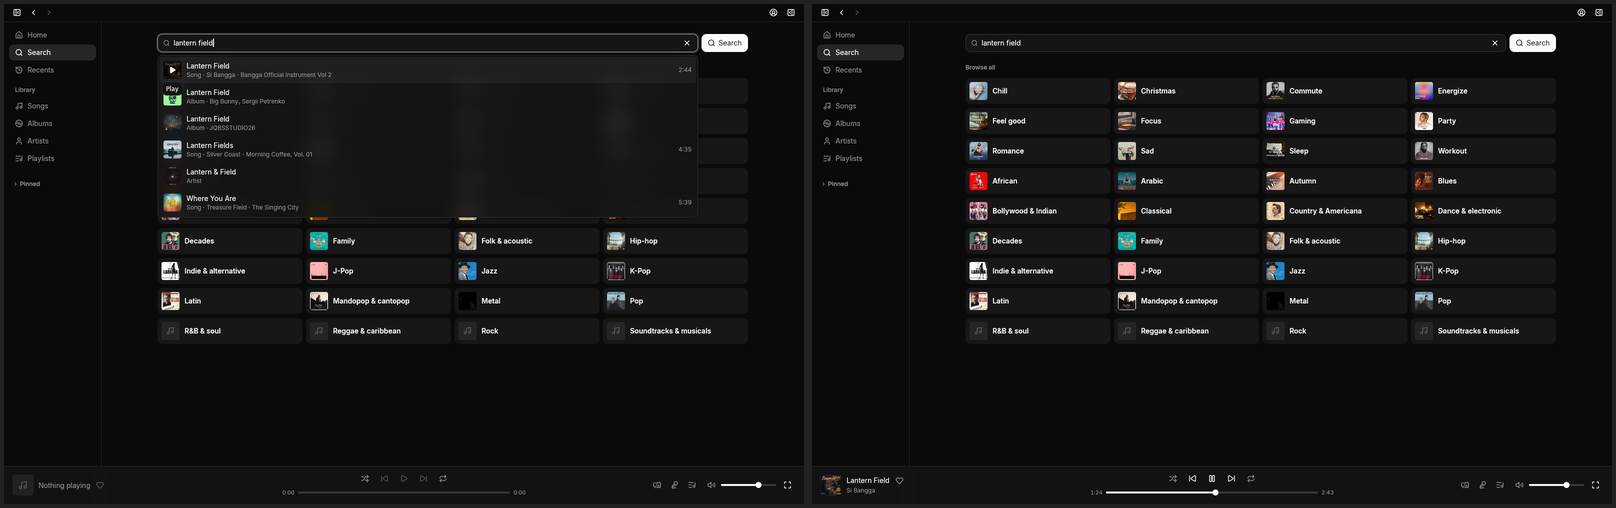 Home
Search
Recents
Library
Songs
Albums
Artists
Playlists
Pinned
lantern field
Search
Lantern Field
Song · Si Bangga · Bangga Official Instrument Vol 2
2:44
Play
Lantern Field
Album · Big Bunny, Sergii Petrenko
Lantern Field
Album · JQBSSTUDIO26
Lantern Fields
Song · Silver Coast · Morning Coffee, Vol. 01
4:35
Lantern & Field
Artist
Where You Are
Song · Treasure Field · The Singing City
5:39
Decades
Family
Folk & acoustic
Hip-hop
Indie & alternative
J-Pop
Jazz
K-Pop
Latin
Mandopop & cantopop
Metal
Pop
R&B & soul
Reggae & caribbean
Rock
Soundtracks & musicals
Nothing playing
0:00
0:00
Home
Search
Recents
Library
Songs
Albums
Artists
Playlists
Pinned
lantern field
Search
Browse all
Chill
Christmas
Commute
Energize
Feel good
Focus
Gaming
Party
Romance
Sad
Sleep
Workout
African
Arabic
Autumn
Blues
Bollywood & Indian
Classical
Country & Americana
Dance & electronic
Decades
Family
Folk & acoustic
Hip-hop
Indie & alternative
J-Pop
Jazz
K-Pop
Latin
Mandopop & cantopop
Metal
Pop
R&B & soul
Reggae & caribbean
Rock
Soundtracks & musicals
Lantern Field
Si Bangga
1:24
2:43